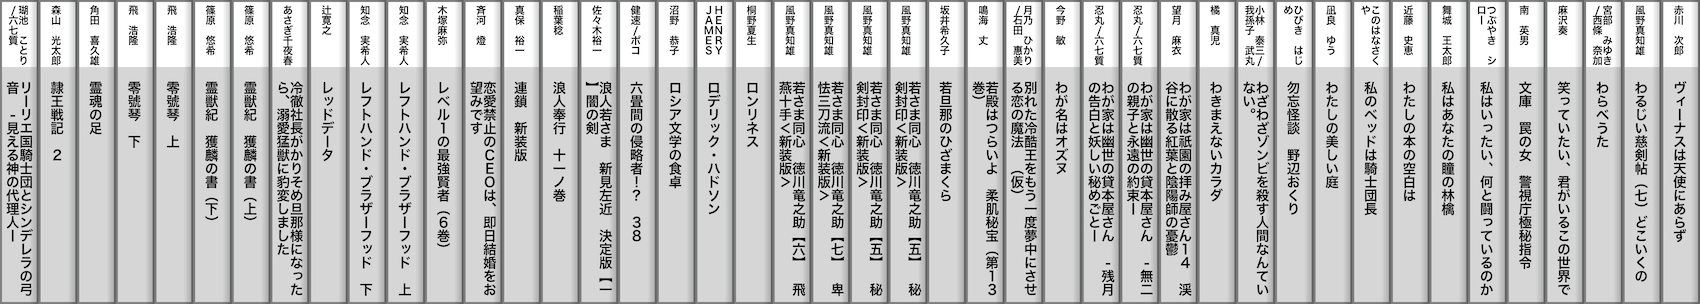 赤川 次郎
ヴィーナスは天使にあらず
風野真知雄
わるじい慈剣帖（七）どこいくの
宮部 みゆき
/西條 奈加
わらべうた
麻沢奏
笑っていたい、君がいるこの世界で
南 英男
文庫 罠の女 警視庁極秘指令
つぶやき シ
ロー
私はいったい、何と闘っているのか
舞城 王太郎
私はあなたの瞳の林檎
近藤 史恵
わたしの本の空白は
このはなさく
や
私のベッドは騎士団長
凪良 ゆう
わたしの美しい庭
ひびき はじ
め
勿忘怪談 野辺おくり
小林 泰三/
我孫子 武丸
わざわざゾンビを殺す人間なんてい
ない。
橘 真児
わきまえないカラダ
望月 麻衣
わが家は祇園の拝み屋さん１４ 渓
谷に散る紅葉と陰陽師の憂鬱
忍丸/六七質
わが家は幽世の貸本屋さん -無二
の親子と永遠の約束ー
忍丸/六七質
わが家は幽世の貸本屋さん -残月
の告白と妖しい秘めごとー
今野 敏
わが名はオズヌ
月乃 ひかり
/石田 惠美
別れた冷酷王をもう一度夢中にさせ
る恋の魔法 （仮）
鳴海 丈
若殿はつらいよ 柔肌秘宝（第１３
巻）
坂井希久子
若旦那のひざまくら
風野真知雄
若さま同心 徳川竜之助【五】 秘
剣封印＜新装版＞
風野真知雄
若さま同心 徳川竜之助【五】 秘
剣封印＜新装版＞
風野真知雄
若さま同心 徳川竜之助【七】 卑
怯三刀流＜新装版＞
風野真知雄
若さま同心 徳川竜之助【六】 飛
燕十手＜新装版＞
桐野夏生
ロンリネス
HENRY
JAMES
ロデリック・ハドソン
沼野 恭子
ロシア文学の食卓
健速/ポコ
六畳間の侵略者！？ ３８
佐々木裕一
浪人若さま 新見左近 決定版【一
】闇の剣
稲葉稔
浪人奉行 十一ノ巻
真保 裕一
連鎖 新装版
斉河 燈
恋愛禁止のＣＥＯは、即日結婚をお
望みです
木塚麻弥
レベル１の最強賢者（６巻）
知念 実希人
レフトハンド・ブラザーフッド 上
知念 実希人
レフトハンド・ブラザーフッド 下
辻寛之
レッドデータ
あさぎ千夜春
冷徹社長がかりそめ旦那様になった
ら、溺愛猛獣に豹変しました
篠原 悠希
霊獣紀 獲麟の書（上）
篠原 悠希
霊獣紀 獲麟の書（下）
飛 浩隆
零號琴 上
飛 浩隆
零號琴 下
角田 喜久雄
霊魂の足
森山 光太郎
隷王戦記 ２
瑚池 ことり
/六七質
リーリエ国騎士団とシンデレラの弓
音 -見える神の代理人ー